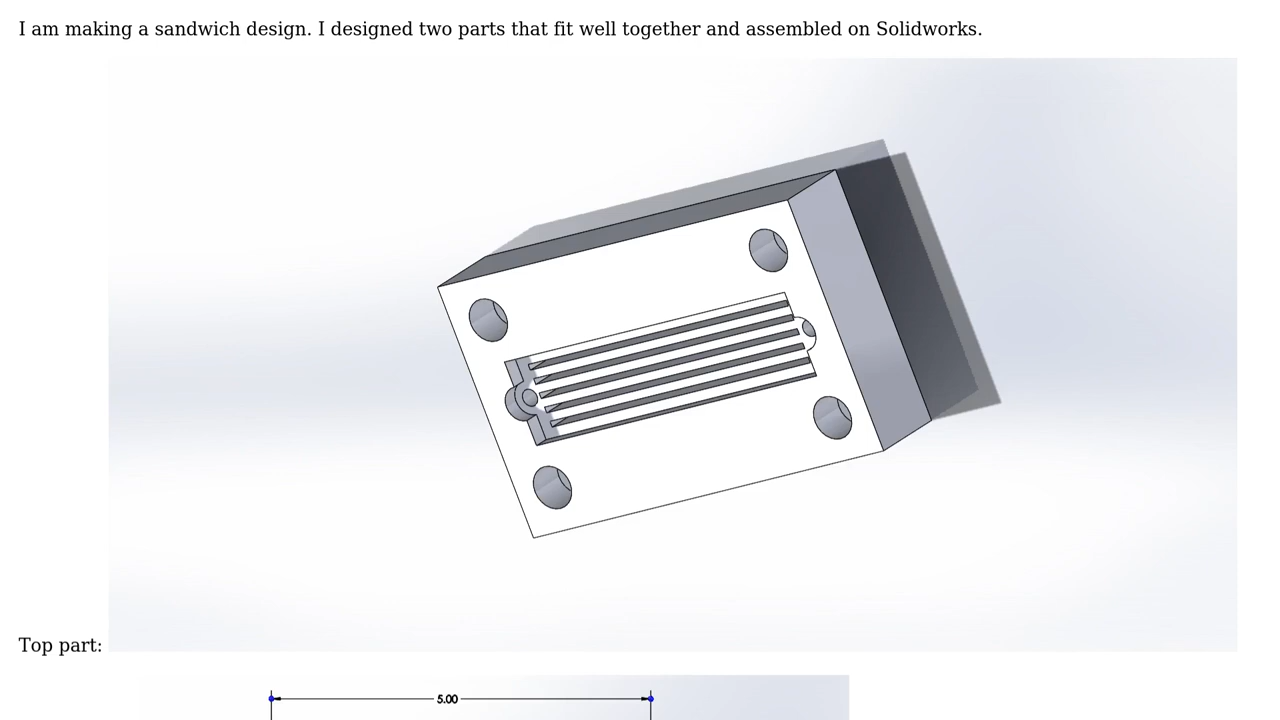 I am making a sandwich design. I designed two parts that fit well together and assembled on Solidworks.
Top part:
5.00